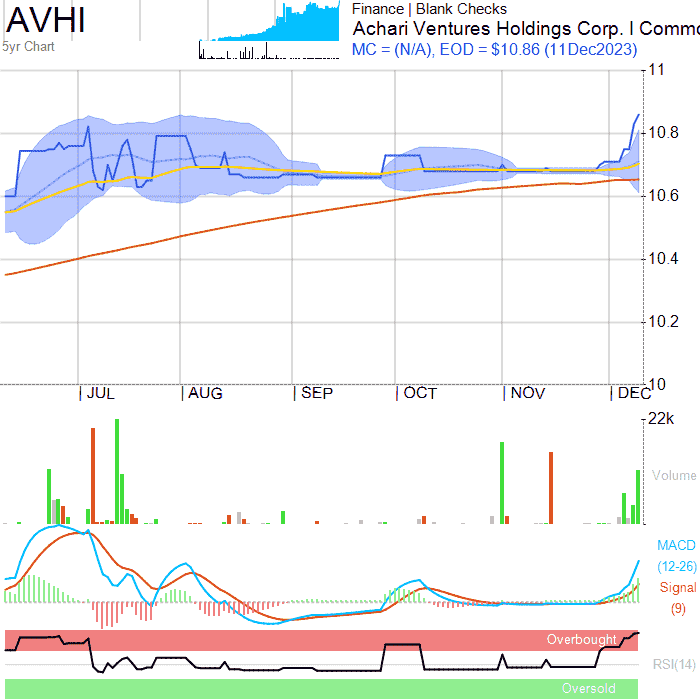 AVHI
5yr Chart
Finance | Blank Checks
Achari Ventures Holdings Corp. I Commo
MC = (N/A), EOD = $10.86 (11Dec2023)
11
10.8
10.6
10.4
10.2
10
JUL AUG SEP OCT NOV DEC
22k
Volume
MACD
(12-26)
Signal
(9)
Overbought
RSI(14)
Oversold